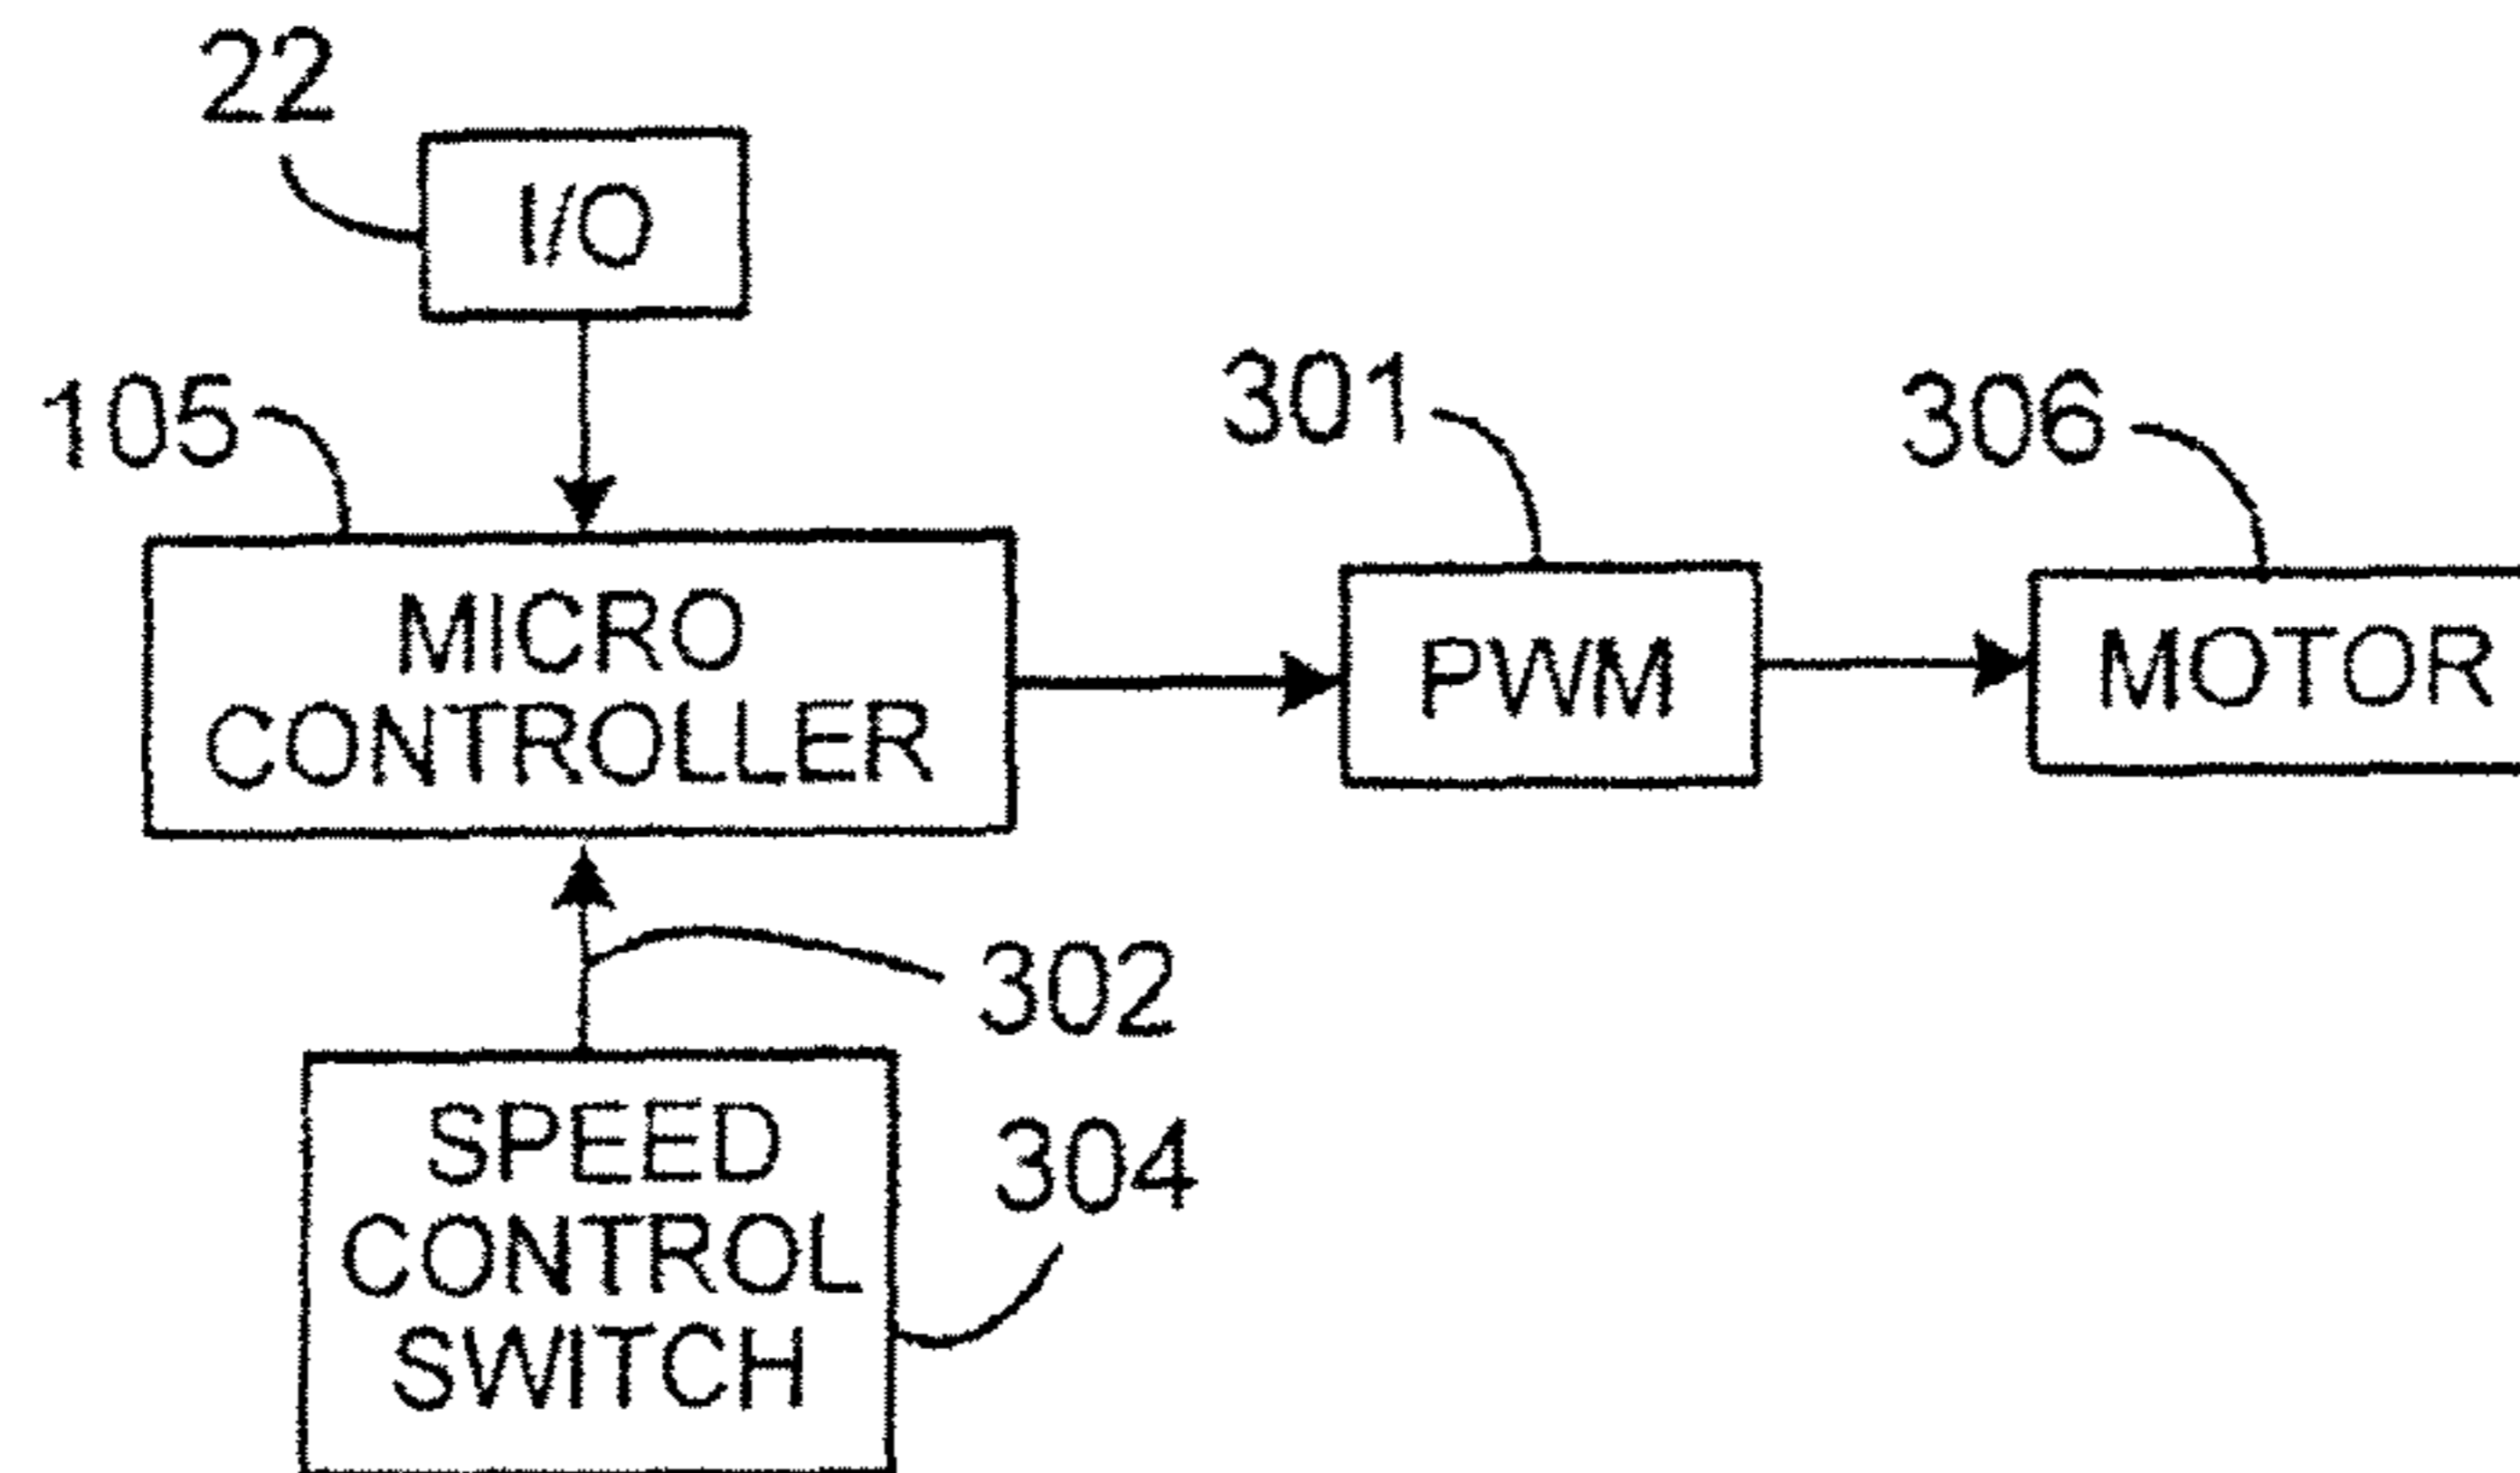 22
I/O
105
301
306
MICRO
CONTROLLER
PWM
MOTOR
302
SPEED
CONTROL
SWITCH
304